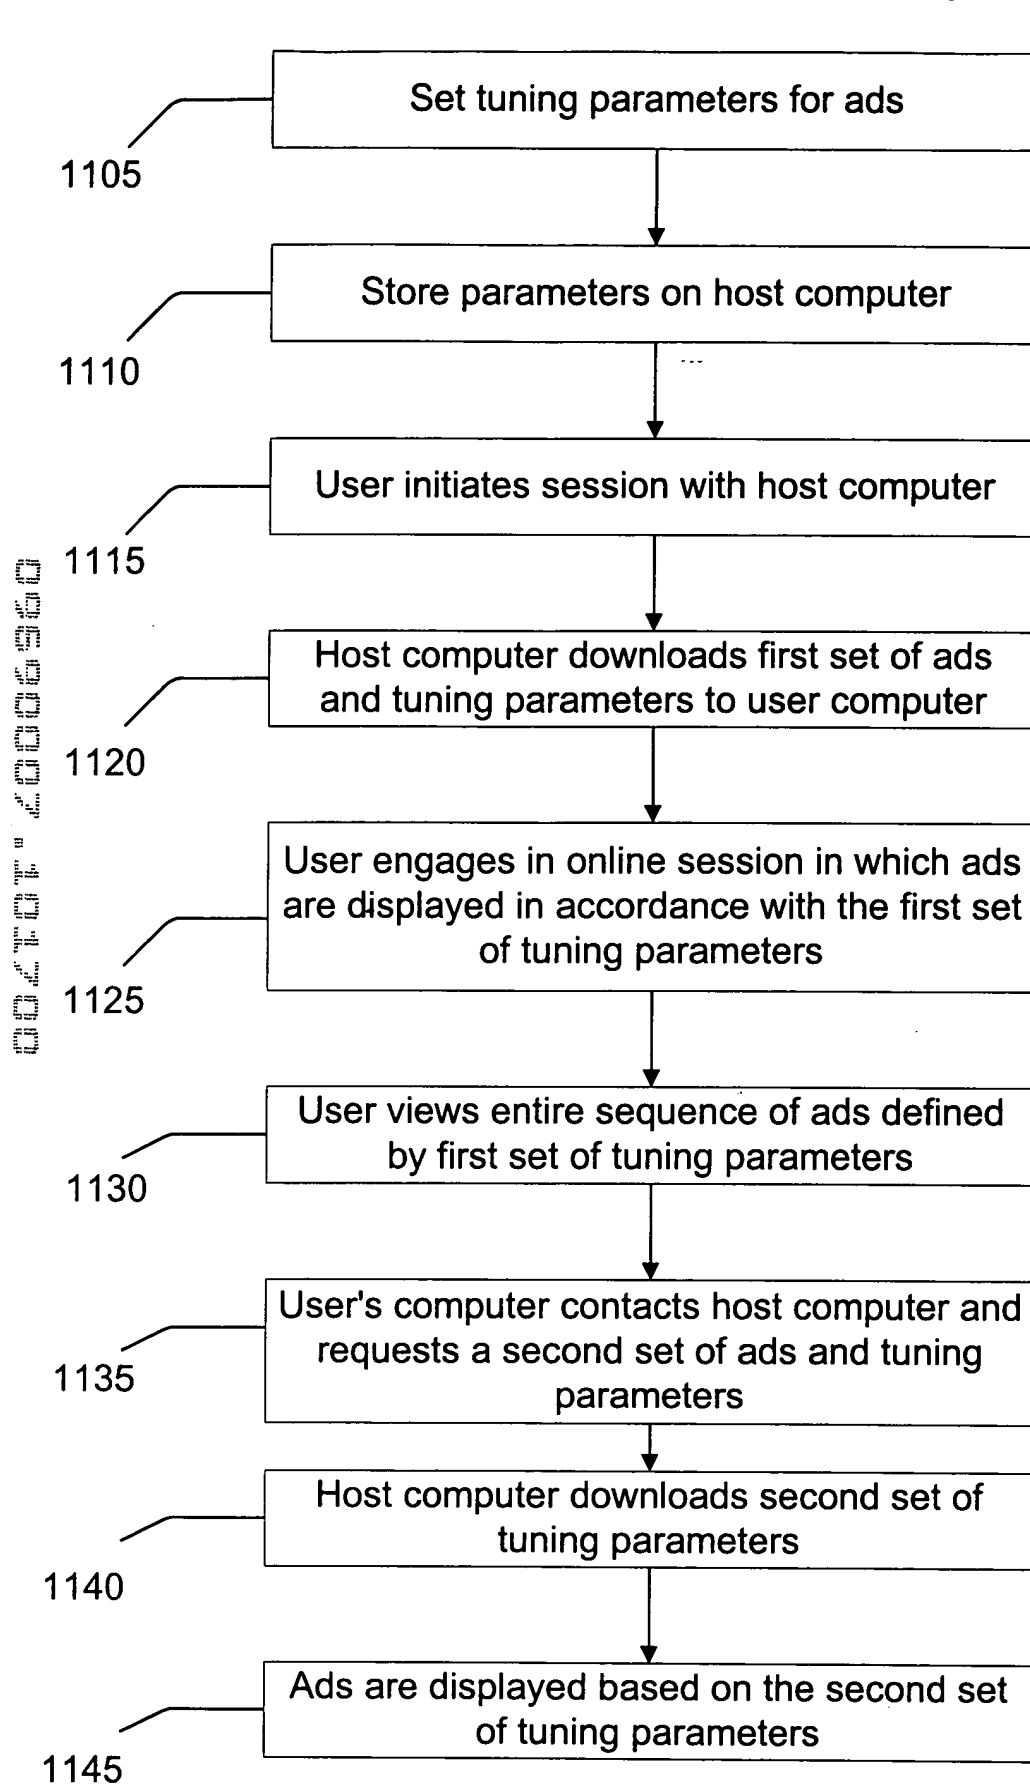 Set tuning parameters for ads
1105
Store parameters on host computer
1110
User initiates session with host computer
1115
Host computer downloads first set of ads
and tuning parameters to user computer
1120
User engages in online session in which ads
are displayed in accordance with the first set
of tuning parameters
1125
User views entire sequence of ads defined
by first set of tuning parameters
1130
User's computer contacts host computer and
requests a second set of ads and tuning
parameters
1135
Host computer downloads second set of
tuning parameters
1140
Ads are displayed based on the second set
of tuning parameters
1145
09690007.101700